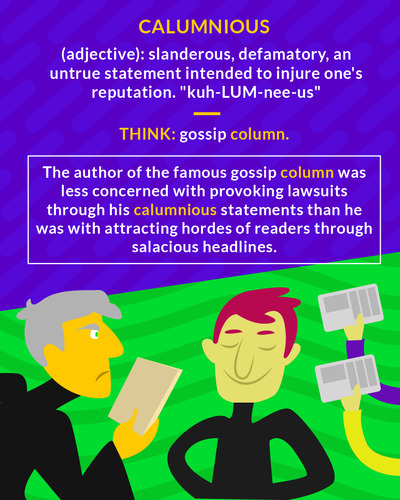 CALUMNIOUS
(adjective): slanderous, defamatory, an
untrue statement intended to injure one's
reputation. "kuh-LUM-nee-us"
THINK: gossip column.
The author of the famous gossip column was
less concerned with provoking lawsuits
through his calumnious statements than he
was with attracting hordes of readers through
salacious headlines.